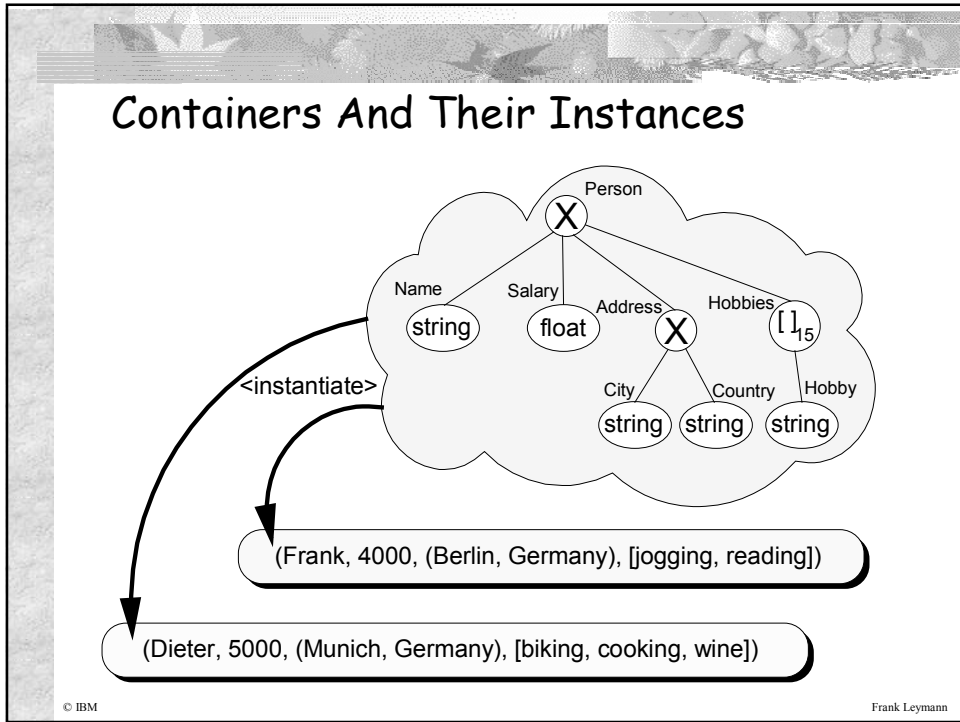 Containers And Their Instances
Person
X
Name
Salary
Address
Hobbies
string
float
X
[ ]15
City
Country
Hobby
string
string
string
<instantiate>
(Frank, 4000, (Berlin, Germany), [jogging, reading])
(Dieter, 5000, (Munich, Germany), [biking, cooking, wine])
© IBM
Frank Leymann